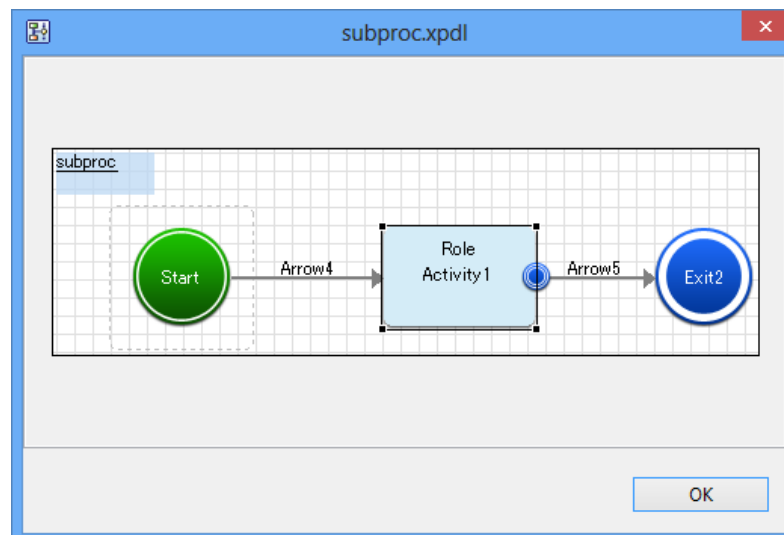 subproc.xpdl
subproc
Start
Arrow4
Role
Activity1
Arrow5
Exit2
OK